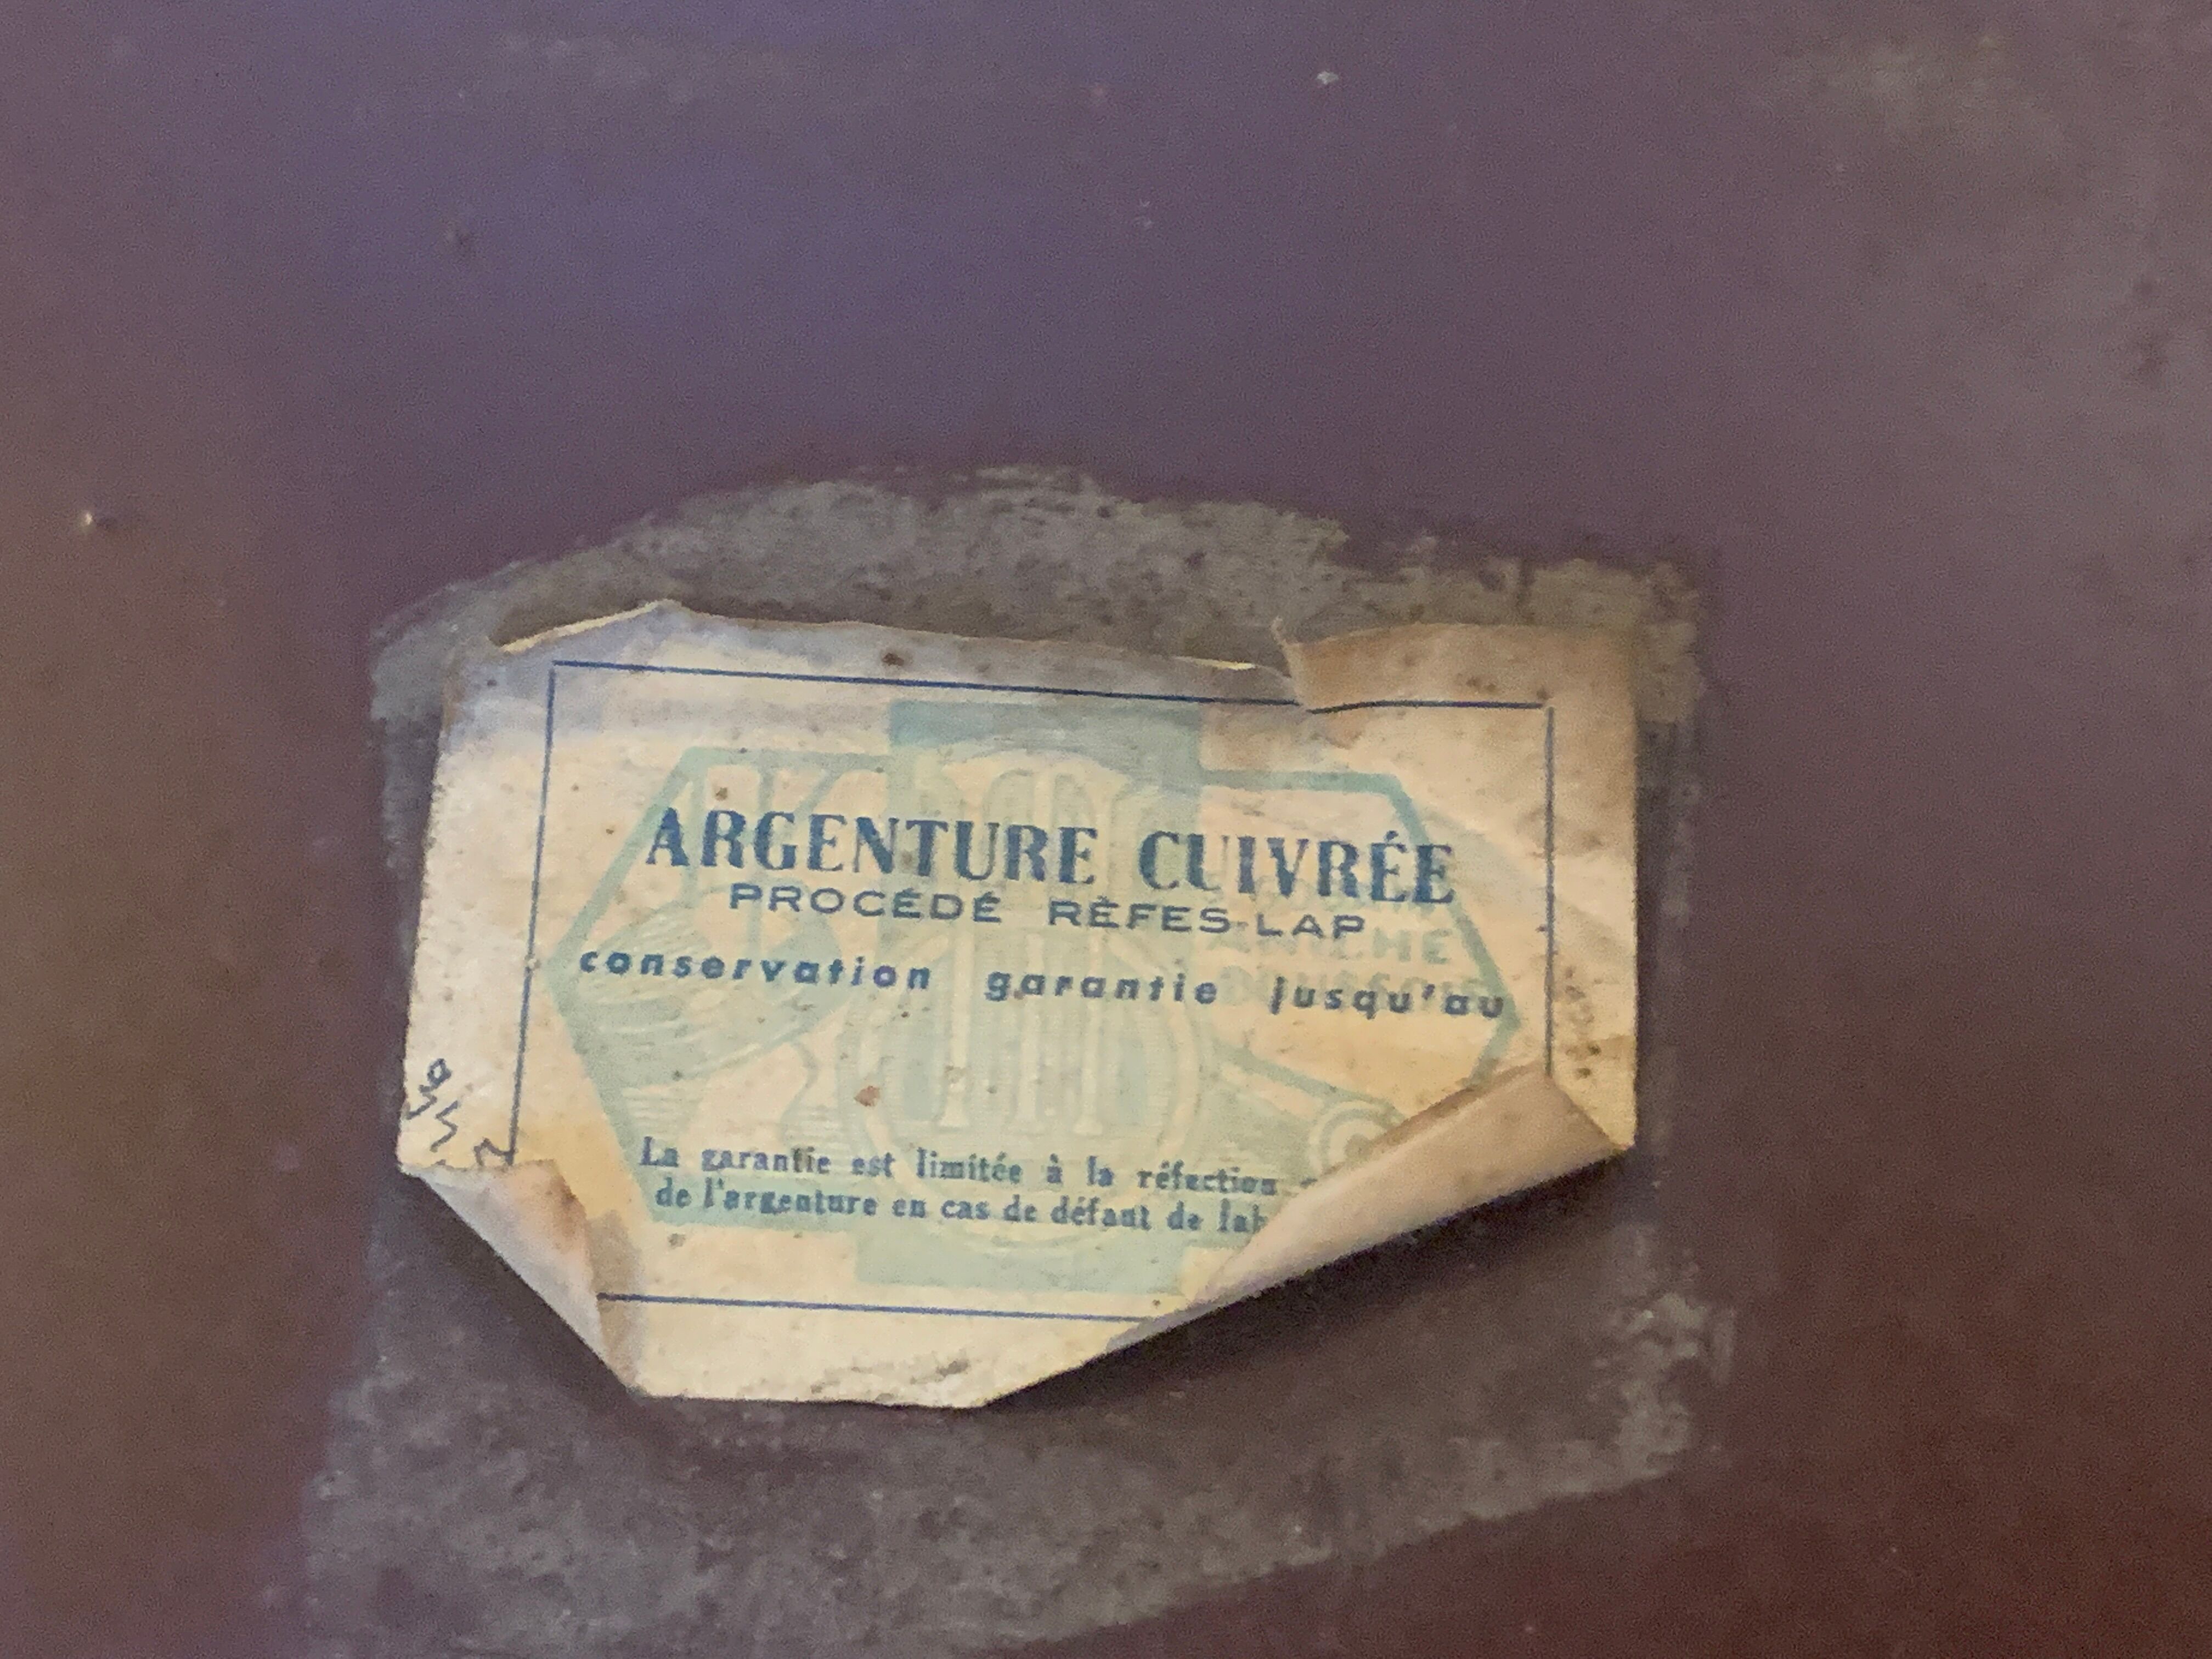 ARGENTURE CUIVRÉE
PROCÉDÉ RÉFES-LAP
conservation garantie jusqu'au
La garantie est limitée à la réfection
de l'argenture en cas de défaut de